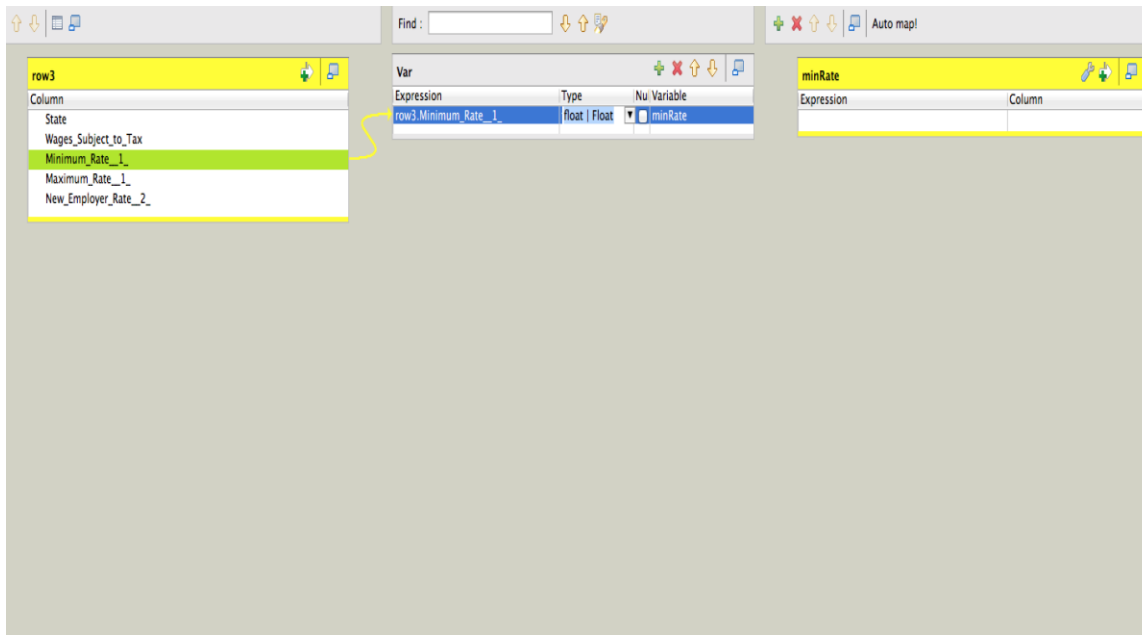 Find :
Auto map!
row3
Column
State
Wages_Subject_to_Tax
Minimum_Rate__1_
Maximum_Rate__1_
New_Employer_Rate__2_
Var
Expression Type Nu Variable
row3.Minimum_Rate__1_ float | Float minRate
minRate
Expression Column